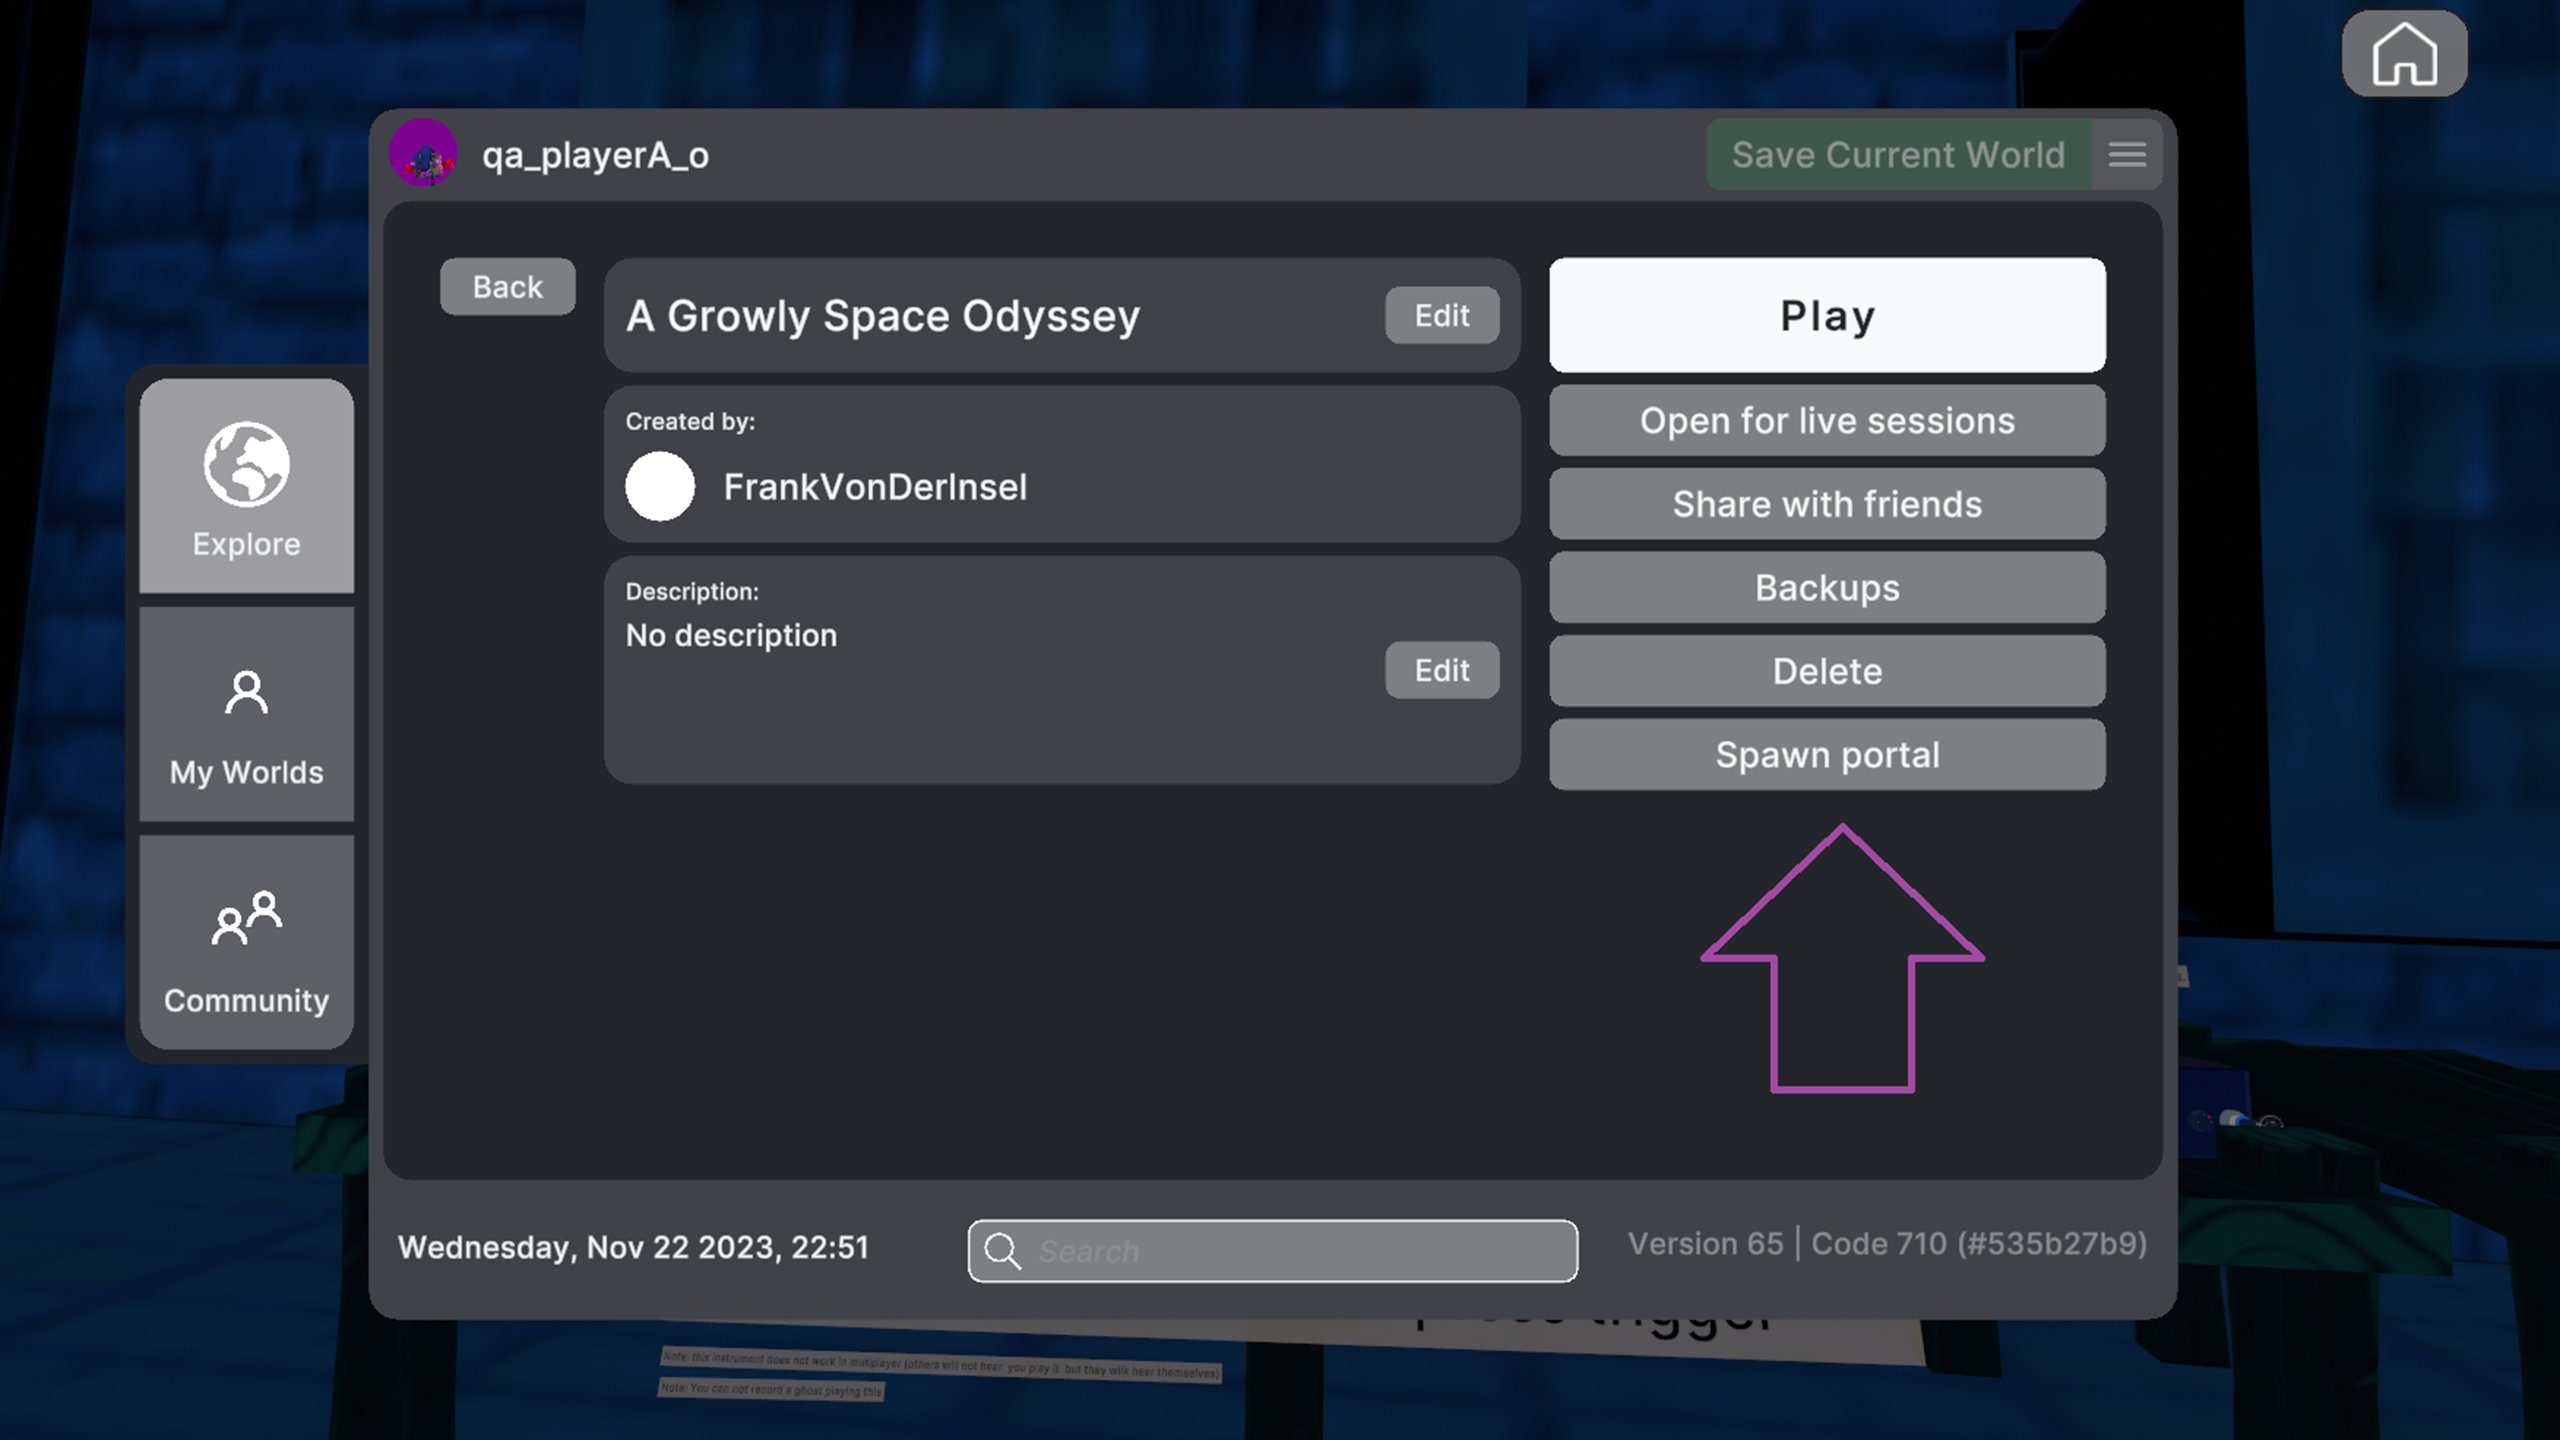 qa_playerA_o
Save Current World
Back
A Growly Space Odyssey
Edit
Play
Created by:
FrankVonDerInsel
Open for live sessions
Share with friends
Description:
No description
Edit
Backups
Delete
Spawn portal
Explore
My Worlds
Community
Wednesday, Nov 22 2023, 22:51
Search
Version 65 | Code 710 (#535b27b9)
trigger
Note: this instrument does not work in mutiplayer (others will not hear you play it but they wilk hear themselves)
Note: You can not record a ghost playing this